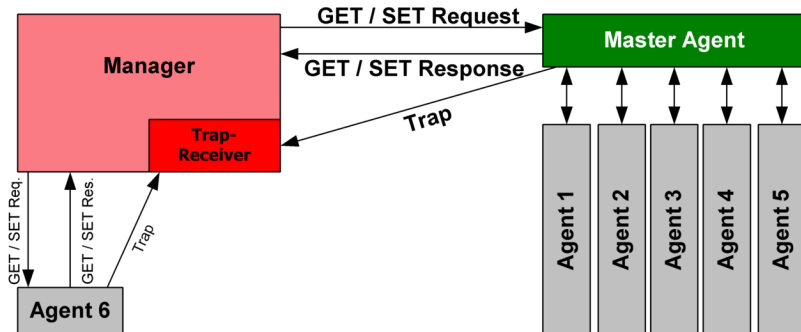 GET / SET Request
Manager
Master Agent
GET / SET Response
Trap
Trap-
Receiver
GET / SET Req.
GET / SET Res.
Trap
Agent 1
Agent 2
Agent 3
Agent 4
Agent 5
Agent 6